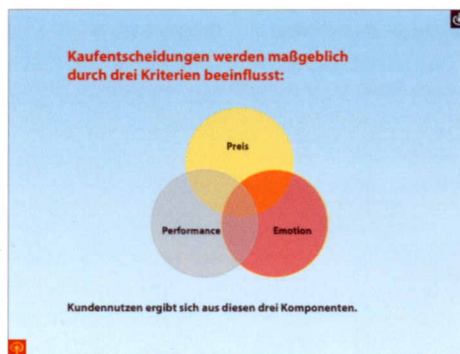 Kaufentscheidungen werden maßgeblich
durch drei Kriterien beeinflusst:
Preis
Performance
Emotion
Kundennutzen ergibt sich aus diesen drei Komponenten.